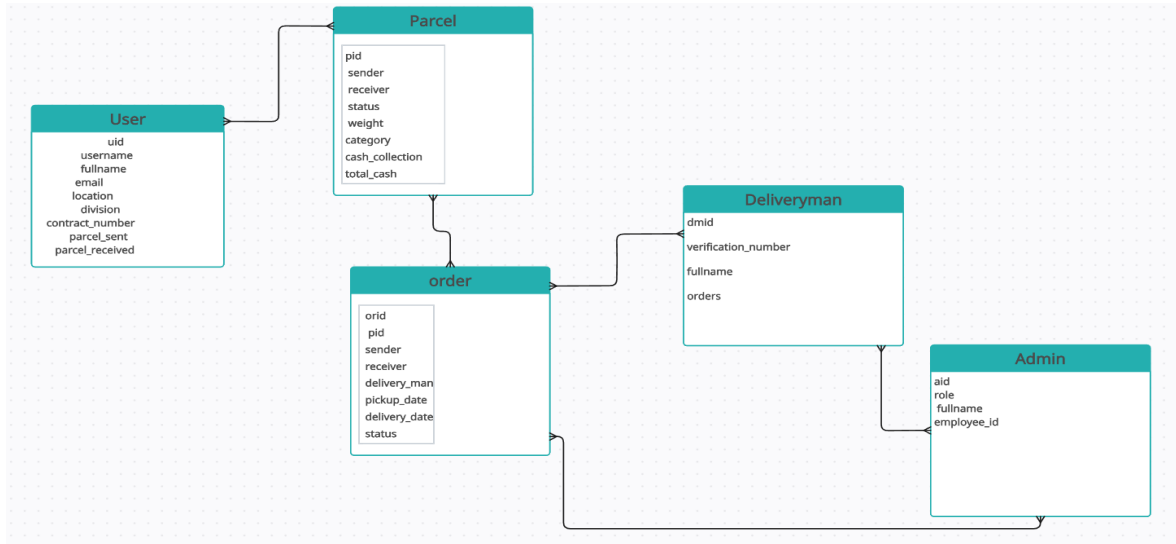 Parcel
pid
sender
receiver
status
weight
category
cash_collection
total_cash
User
uid
username
fullname
email
location
division
contract_number
parcel_sent
parcel_received
Deliveryman
dmid
verification_number
fullname
orders
order
orid
pid
sender
receiver
delivery_man
pickup_date
delivery_date
status
Admin
aid
role
fullname
employee_id